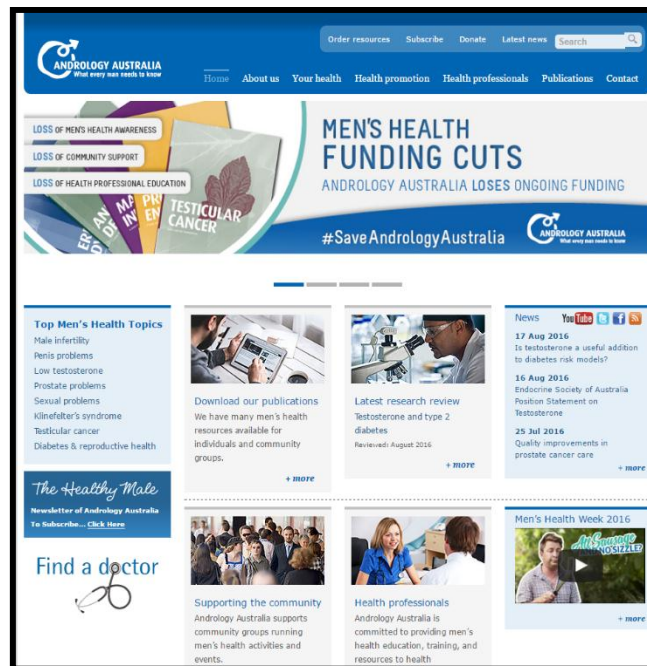 Order resources Subscribe Donate Latest news Search
ANDROLOGY AUSTRALIA
What every man needs to know
Home About us Your health Health promotion Health professionals Publications Contact
LOSS OF MEN'S HEALTH AWARENESS
LOSS OF COMMUNITY SUPPORT
LOSS OF HEALTH PROFESSIONAL EDUCATION
TESTICULAR
CANCER
MEN'S HEALTH
FUNDING CUTS
ANDROLOGY AUSTRALIA LOSES ONGOING FUNDING
#SaveAndrologyAustralia
ANDROLOGY AUSTRALIA
What every man needs to know
Top Men's Health Topics
Male infertility
Penis problems
Low testosterone
Prostate problems
Sexual problems
Klinefelter's syndrome
Testicular cancer
Diabetes & reproductive health
The Healthy Male
Newsletter of Andrology Australia
To Subscribe... Click Here
Find a doctor
Download our publications
We have many men's health
resources available for
individuals and community
groups.
+ more
Latest research review
Testosterone and type 2
diabetes
Reviewed: August 2016
+ more
News YouTube
17 Aug 2016
Is testosterone a useful addition
to diabetes risk models?
16 Aug 2016
Endocrine Society of Australia
Position Statement on
Testosterone
25 Jul 2016
Quality improvements in
prostate cancer care
+ more
Supporting the community
Andrology Australia supports
community groups running
men's health activities and
events.
Health professionals
Andrology Australia is
committed to providing men's
health education, training, and
resources to health
Men's Health Week 2016
All Sausage
NO SIZZLE?
+ more